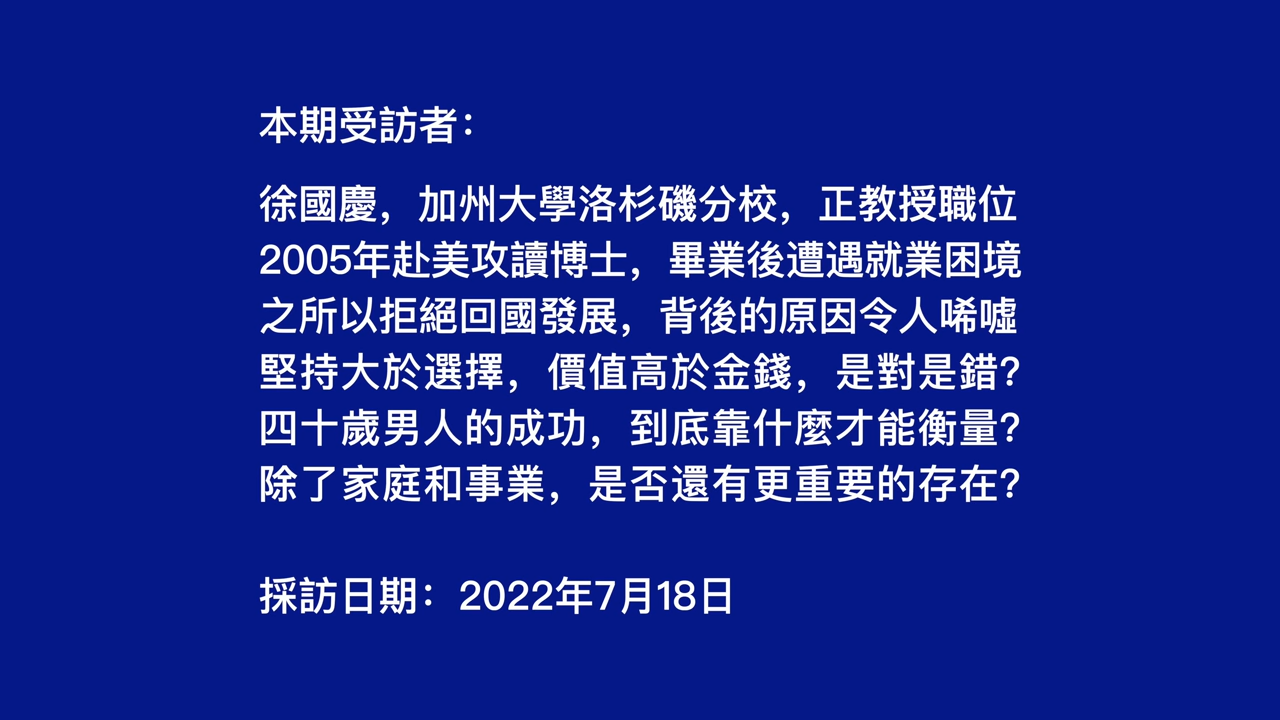 本期受訪者：
徐國慶，加州大學洛杉磯分校，正教授職位
2005年赴美攻讀博士，畢業後遭遇就業困境
之所以拒絕回國發展，背後的原因令人唏噓
堅持大於選擇，價值高於金錢，是對是錯？
四十歲男人的成功，到底靠什麼才能衡量？
除了家庭和事業，是否還有更重要的存在？
採訪日期：2022年7月18日